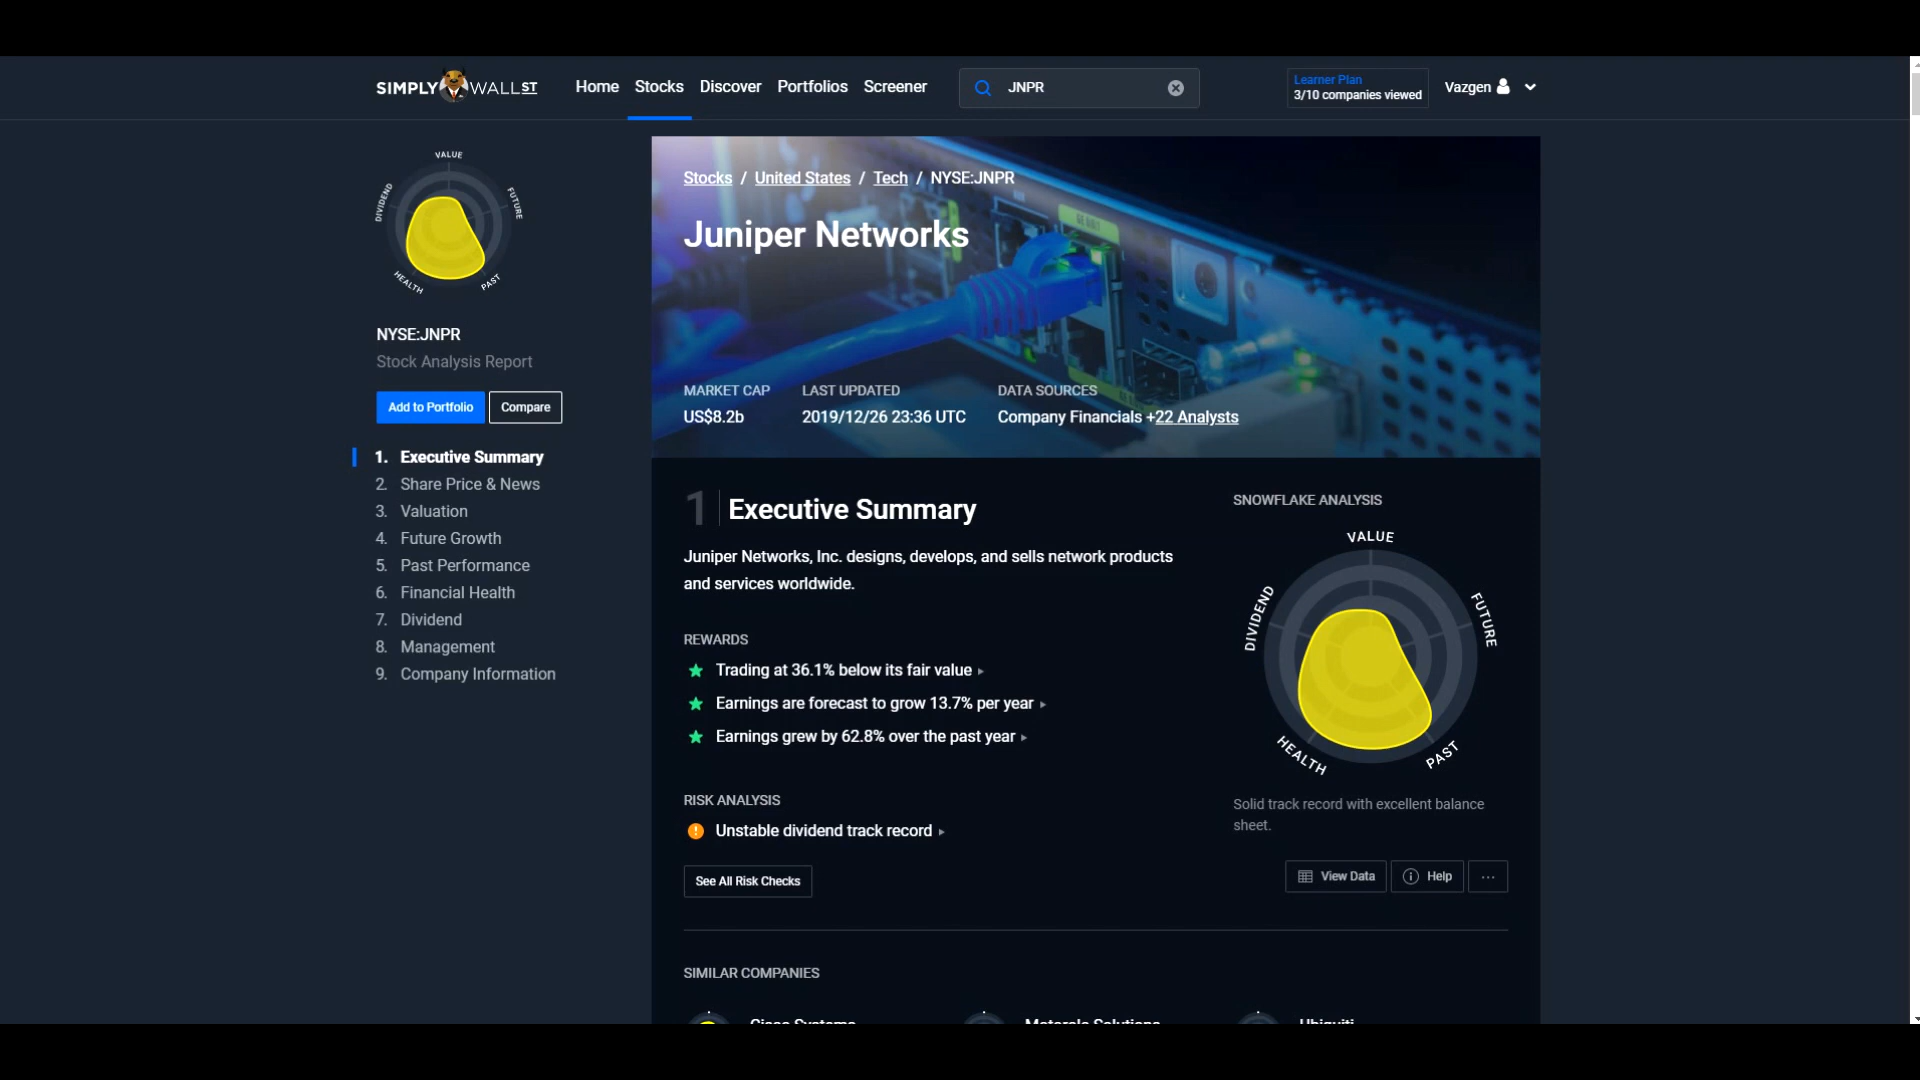 SIMPLY WALLST
Home Stocks Discover Portfolios Screener
JNPR
Learner Plan
3/10 companies viewed
Vazgen
VALUE
FUTURE
PAST
HEALTH
DIVIDEND
NYSE:JNPR
Stock Analysis Report
Add to Portfolio
Compare
1. Executive Summary
2. Share Price & News
3. Valuation
4. Future Growth
5. Past Performance
6. Financial Health
7. Dividend
8. Management
9. Company Information
Stocks / United States / Tech / NYSE:JNPR
Juniper Networks
MARKET CAP
US$8.2b
LAST UPDATED
2019/12/26 23:36 UTC
DATA SOURCES
Company Financials +22 Analysts
1 Executive Summary
Juniper Networks, Inc. designs, develops, and sells network products
and services worldwide.
REWARDS
Trading at 36.1% below its fair value
Earnings are forecast to grow 13.7% per year
Earnings grew by 62.8% over the past year
RISK ANALYSIS
Unstable dividend track record
See All Risk Checks
SNOWFLAKE ANALYSIS
VALUE
FUTURE
PAST
HEALTH
DIVIDEND
Solid track record with excellent balance
sheet.
View Data
Help
...
SIMILAR COMPANIES
Cisco Systems
Motorola Solutions
Ubiquiti